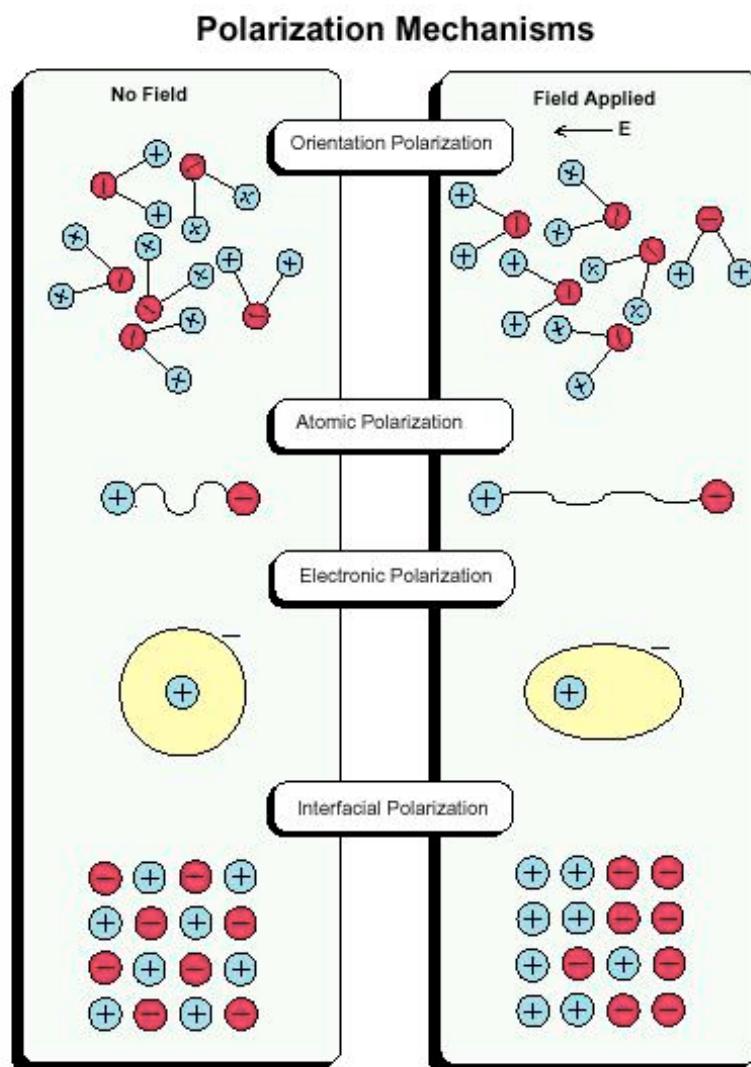 Polarization Mechanisms
No Field
Field Applied
E
Orientation Polarization
Atomic Polarization
Electronic Polarization
Interfacial Polarization